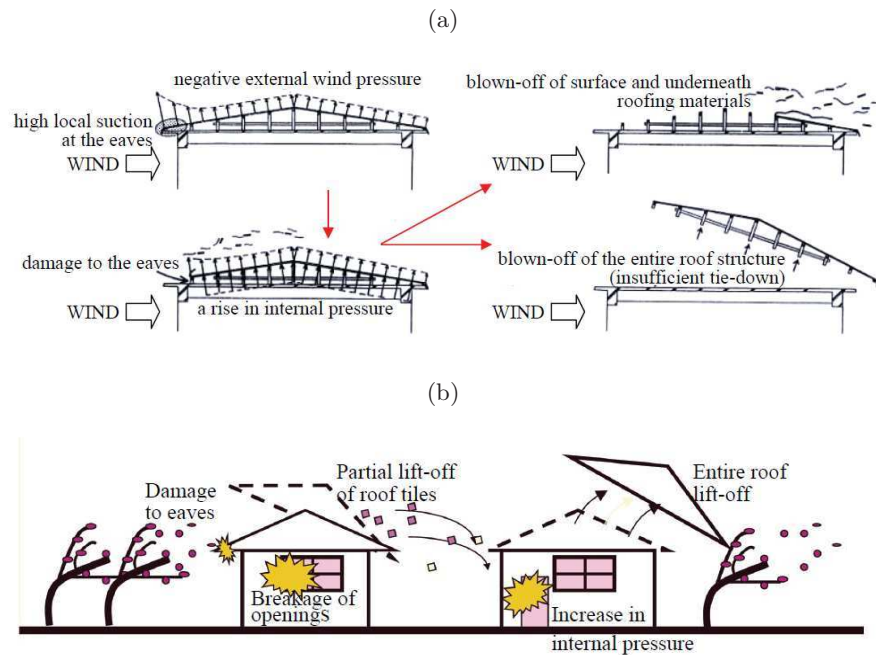 (a)
negative external wind pressure
high local suction
at the eaves
WIND
blown-off of surface and underneath
roofing materials
WIND
damage to the eaves
a rise in internal pressure
WIND
blown-off of the entire roof structure
(insufficient tie-down)
WIND
(b)
Damage
to eaves
Partial lift-off
of roof tiles
Entire roof
lift-off
Breakage of
openings
Increase in
internal pressure